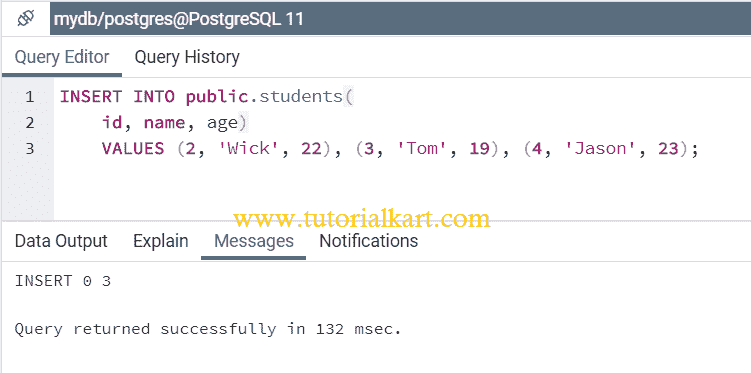 mydb/postgres@PostgreSQL 11
Query Editor Query History
1 INSERT INTO public.students(
2 id, name, age)
3 VALUES (2, 'Wick', 22), (3, 'Tom', 19), (4, 'Jason', 23);
www.tutorialkart.com
Data Output Explain Messages Notifications
INSERT 0 3
Query returned successfully in 132 msec.